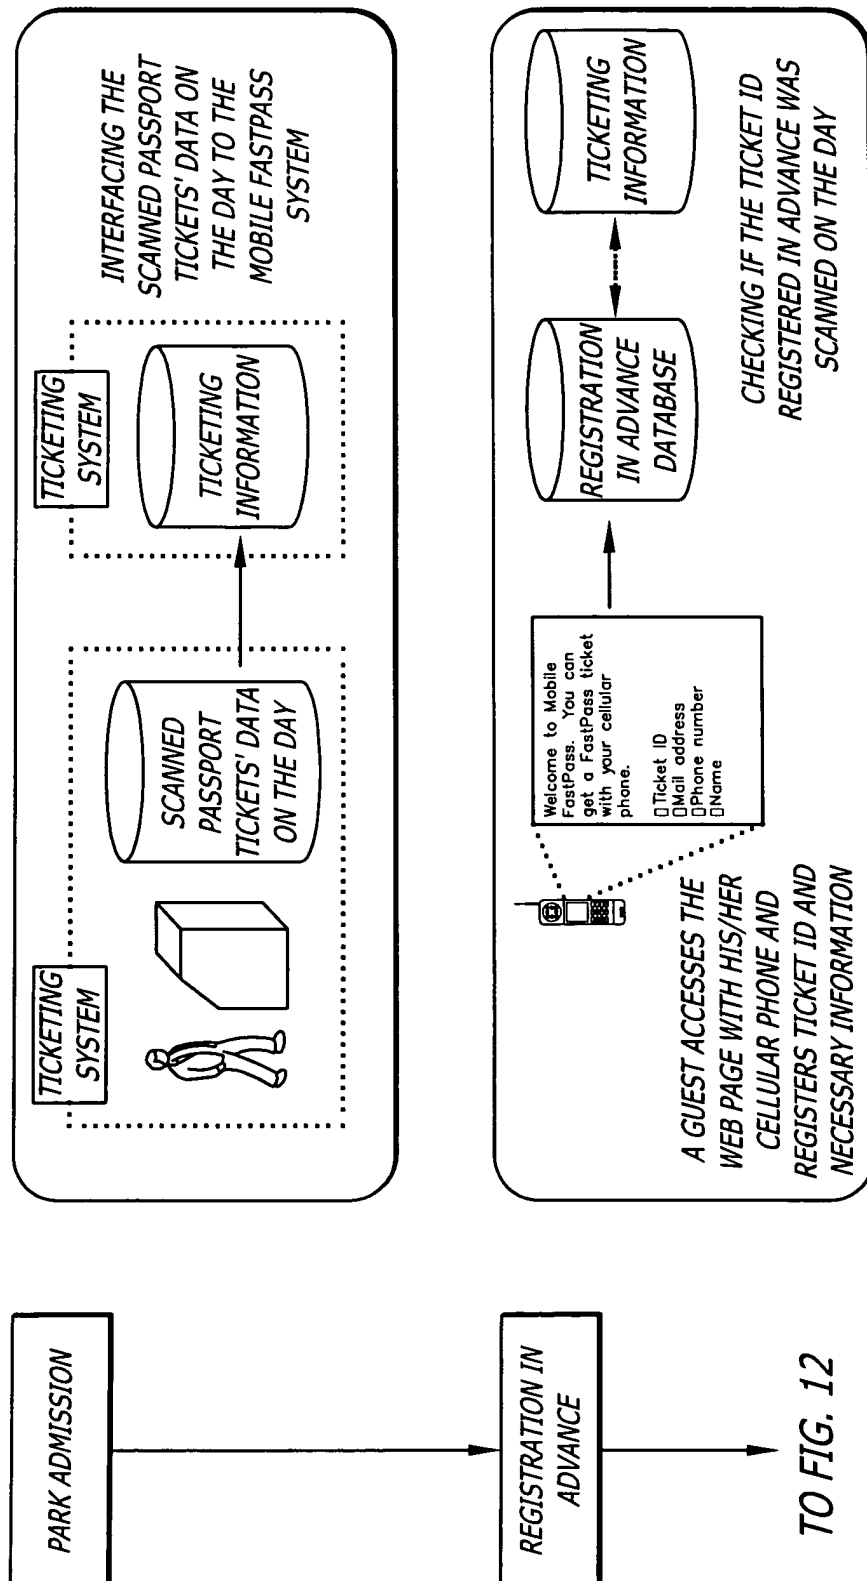 PARK ADMISSION
TICKETING
SYSTEM
SCANNED
PASSPORT
TICKETS' DATA
ON THE DAY
TICKETING
SYSTEM
TICKETING
INFORMATION
INTERFACING THE
SCANNED PASSPORT
TICKETS' DATA ON
THE DAY TO THE
MOBILE FASTPASS
SYSTEM
REGISTRATION IN
ADVANCE
A GUEST ACCESSES THE
WEB PAGE WITH HIS/HER
CELLULAR PHONE AND
REGISTERS TICKET ID AND
NECESSARY INFORMATION
Welcome to Mobile
FastPass. You can
get a FastPass ticket
with your cellular
phone.
▯Ticket ID
▯Mail address
▯Phone number
▯Name
REGISTRATION
IN ADVANCE
DATABASE
TICKETING
INFORMATION
CHECKING IF THE TICKET ID
REGISTERED IN ADVANCE WAS
SCANNED ON THE DAY
TO FIG. 12